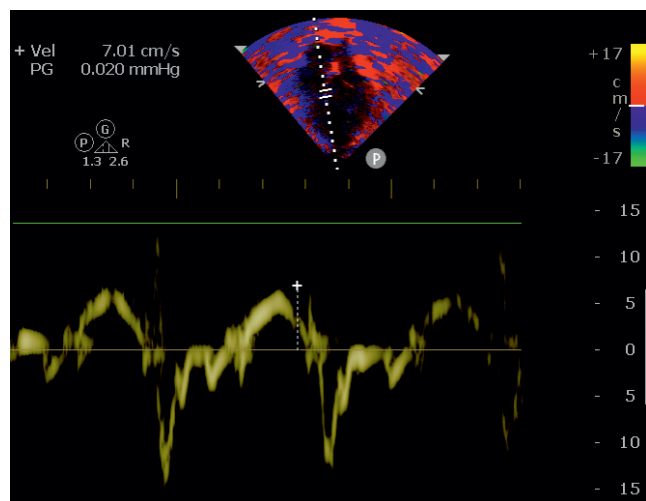 + Vel 7.01 cm/s
PG 0.020 mmHg
G
P R
1.3 2.6
P
+17
c
m
/
s
-17
- 15
- 10
- 5
- 0
- 5
- 10
- 15